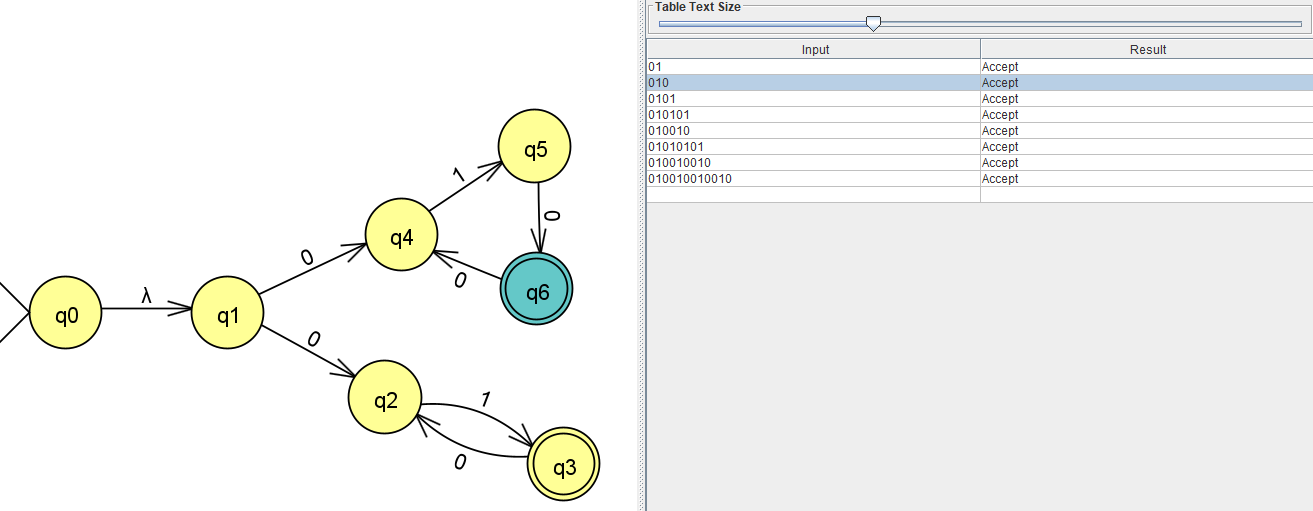 Table Text Size
Input Result
01 Accept
010 Accept
0101 Accept
010101 Accept
010010 Accept
01010101 Accept
010010010 Accept
010010010010 Accept
q5
1
0
q4
0
0
q6
λ
q0
q1
0
q2
1
0
q3